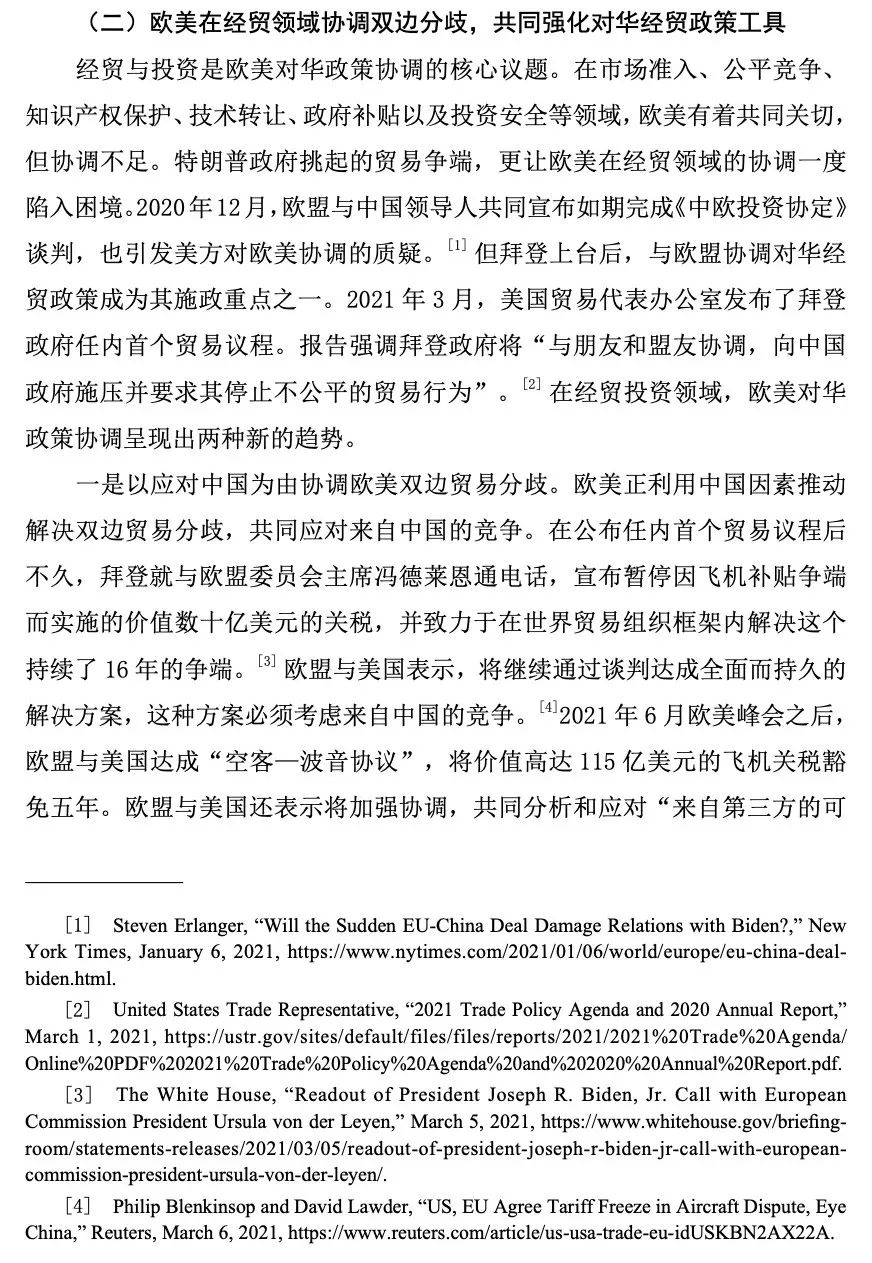 （二）欧美在经贸领域协调双边分歧，共同强化对华经贸政策工具
经贸与投资是欧美对华政策协调的核心议题。在市场准入、公平竞争、
知识产权保护、技术转让、政府补贴以及投资安全等领域，欧美有着共同关切，
但协调不足。特朗普政府挑起的贸易争端，更让欧美在经贸领域的协调一度
陷入困境。2020 年 12 月，欧盟与中国领导人共同宣布如期完成《中欧投资协定》
谈判，也引发美方对欧美协调的质疑。[1] 但拜登上台后，与欧盟协调对华经
贸政策成为其施政重点之一。2021 年 3 月，美国贸易代表办公室发布了拜登
政府任内首个贸易议程。报告强调拜登政府将“与朋友和盟友协调，向中国
政府施压并要求其停止不公平的贸易行为”。[2] 在经贸投资领域，欧美对华
政策协调呈现出两种新的趋势。
一是以应对中国为由协调欧美双边贸易分歧。欧美正利用中国因素推动
解决双边贸易分歧，共同应对来自中国的竞争。在公布任内首个贸易议程后
不久，拜登就与欧盟委员会主席冯德莱恩通电话，宣布暂停因飞机补贴争端
而实施的价值数十亿美元的关税，并致力于在世界贸易组织框架内解决这个
持续了 16 年的争端。[3] 欧盟与美国表示，将继续通过谈判达成全面而持久的
解决方案，这种方案必须考虑来自中国的竞争。[4]2021 年 6 月欧美峰会之后，
欧盟与美国达成“空客—波音协议”，将价值高达 115 亿美元的飞机关税豁
免五年。欧盟与美国还表示将加强协调，共同分析和应对“来自第三方的可
[1] Steven Erlanger, “Will the Sudden EU-China Deal Damage Relations with Biden?,” New
York Times, January 6, 2021, https://www.nytimes.com/2021/01/06/world/europe/eu-china-deal-
biden.html.
[2] United States Trade Representative, “2021 Trade Policy Agenda and 2020 Annual Report,”
March 1, 2021, https://ustr.gov/sites/default/files/files/reports/2021/2021%20Trade%20Agenda/
Online%20PDF%202021%20Trade%20Policy%20Agenda%20and%202020%20Annual%20Report.pdf.
[3] The White House, “Readout of President Joseph R. Biden, Jr. Call with European
Commission President Ursula von der Leyen,” March 5, 2021, https://www.whitehouse.gov/briefing-
room/statements-releases/2021/03/05/readout-of-president-joseph-r-biden-jr-call-with-european-
commission-president-ursula-von-der-leyen/.
[4] Philip Blenkinsop and David Lawder, “US, EU Agree Tariff Freeze in Aircraft Dispute, Eye
China,” Reuters, March 6, 2021, https://www.reuters.com/article/us-usa-trade-eu-idUSKBN2AX22A.